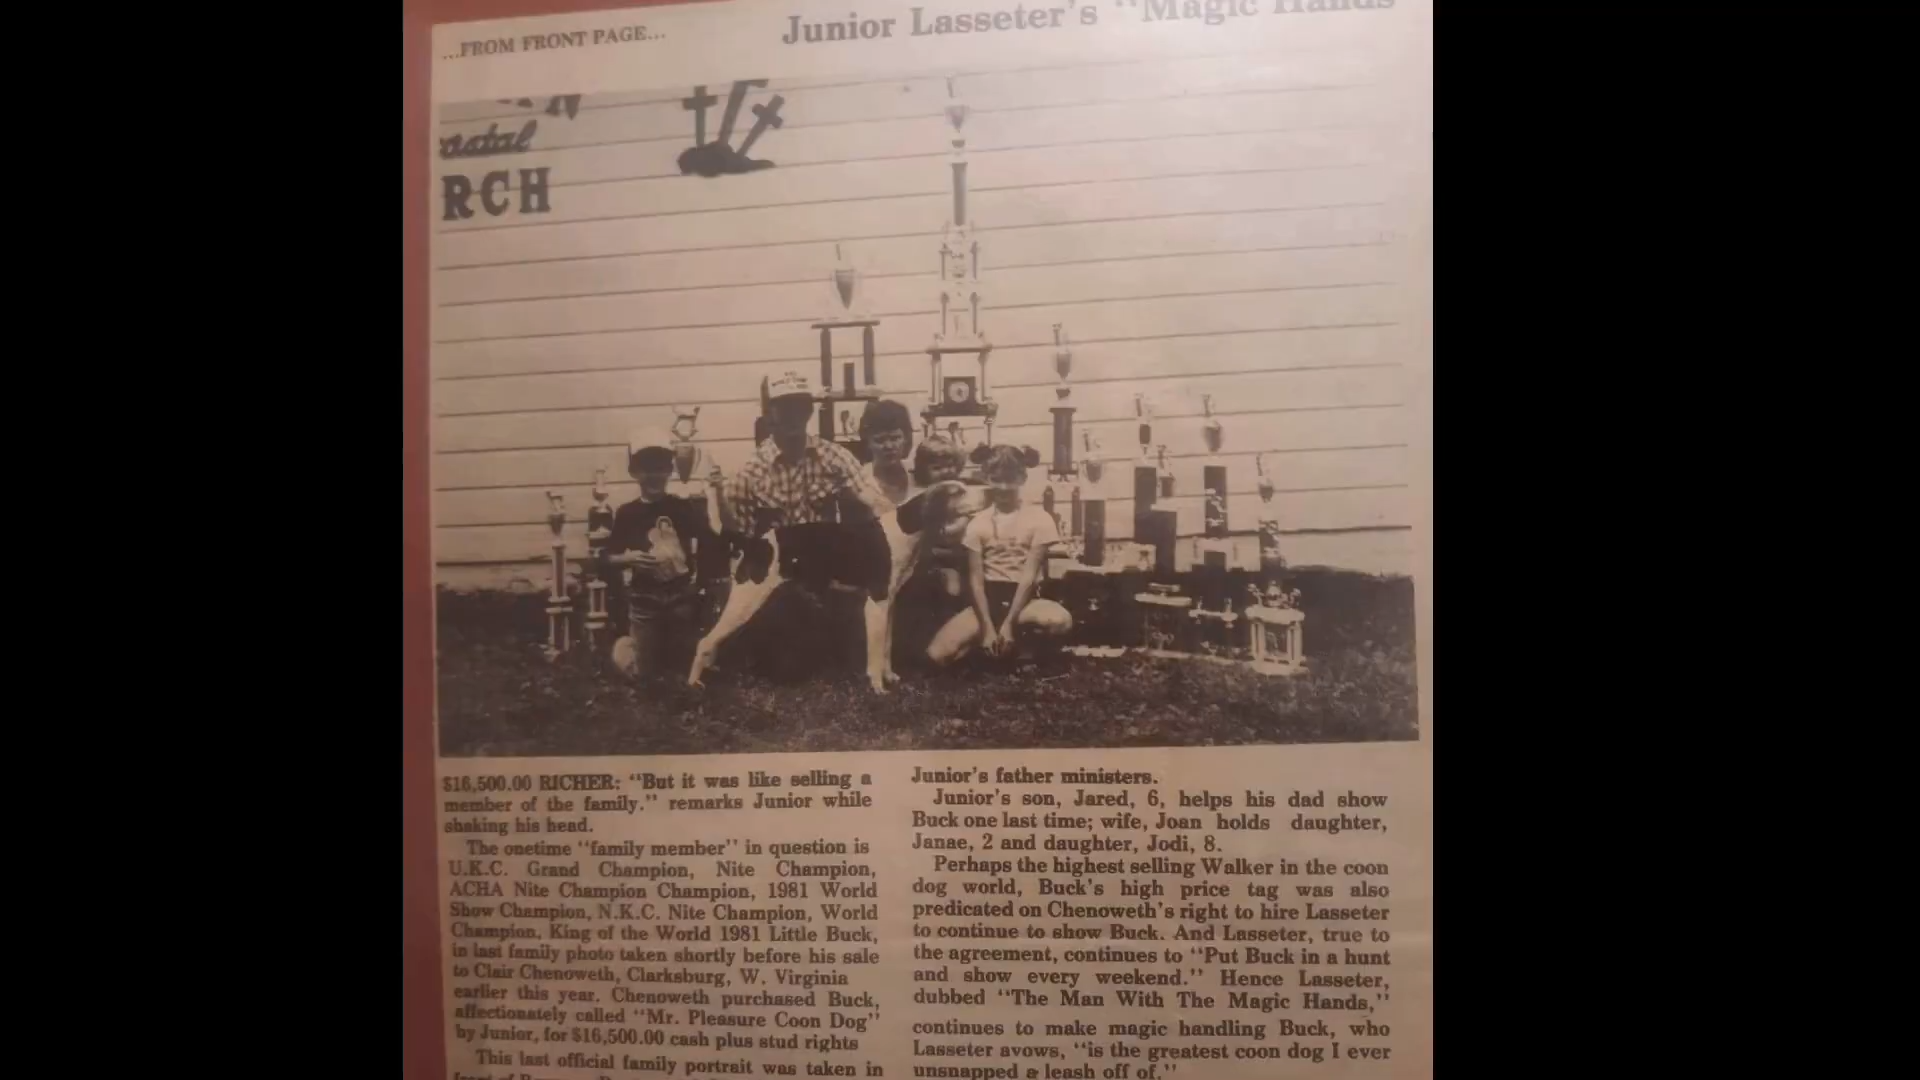 ...FROM FRONT PAGE...
Junior Lasseter's "Magic Hands
astal
RCH
$16,500.00 RICHER: "But it was like selling a
member of the family." remarks Junior while
shaking his head.
The onetime "family member" in question is
U.K.C. Grand Champion, Nite Champion,
ACHA Nite Champion Champion, 1981 World
Show Champion, N.K.C. Nite Champion, World
Champion, King of the World 1981 Little Buck,
in last family photo taken shortly before his sale
to Clair Chenoweth, Clarksburg, W. Virginia
earlier this year. Chenoweth purchased Buck,
affectionately called "Mr. Pleasure Coon Dog"
by Junior, for $16,500.00 cash plus stud rights
This last official family portrait was taken in
Junior's father ministers.
Junior's son, Jared, 6, helps his dad show
Buck one last time; wife, Joan holds daughter,
Janae, 2 and daughter, Jodi, 8.
Perhaps the highest selling Walker in the coon
dog world, Buck's high price tag was also
predicated on Chenoweth's right to hire Lasseter
to continue to show Buck. And Lasseter, true to
the agreement, continues to "Put Buck in a hunt
and show every weekend." Hence Lasseter,
dubbed "The Man With The Magic Hands,"
continues to make magic handling Buck, who
Lasseter avows, "is the greatest coon dog I ever
unsnapped a leash off of."